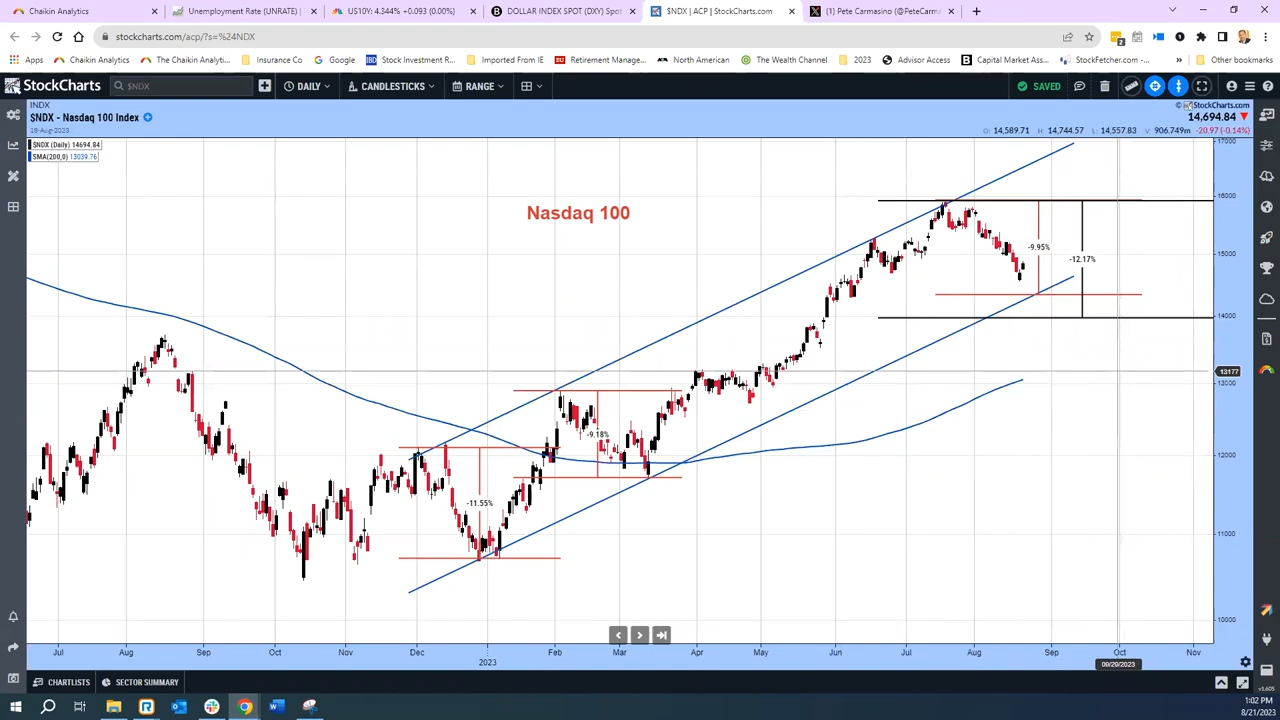 Chaikin Analytics
Unemployment Rate (UNRATE) |
US10Y: 4.344% +0.093 (0.00%)
DOLLAR INDEX SPOT (DXY) Spot
$NDX | ACP | StockCharts.com
(1) Pete Carmasino (@PeteCarm
stockcharts.com/acp/?s=%24NDX
2
Apps
Chaikin Analytics
The Chaikin Analyti...
Stock Investment R...
Insurance Co
Google
IBD
Retirement Manage...
Imported From IE
North American
The Wealth Channel
2023
Advisor Access
Capital Market Ass...
StockFetcher.com -...
Other bookmarks
StockCharts
$NDX
DAILY
CANDLESTICKS
RANGE
SAVED
INDX
© StockCharts.com
$NDX - Nasdaq 100 Index
14,694.84
18-Aug-2023
O: 14,589.71 H: 14,744.57 L: 14,557.83 V: 906.749m -20.97 (-0.14%)
$NDX (Daily) 14694.84
SMA(200,0) 13039.76
17000
Nasdaq 100
16000
-9.95%
15000
-12.17%
14000
13177
13000
-9.18%
12000
-11.55%
11000
10000
Jul Aug Sep Oct Nov Dec 2023 Feb Mar Apr May Jun Jul Aug Sep Oct Nov
09/29/2023
CHARTLISTS
SECTOR SUMMARY
v1.605
1:02 PM
8/21/2023